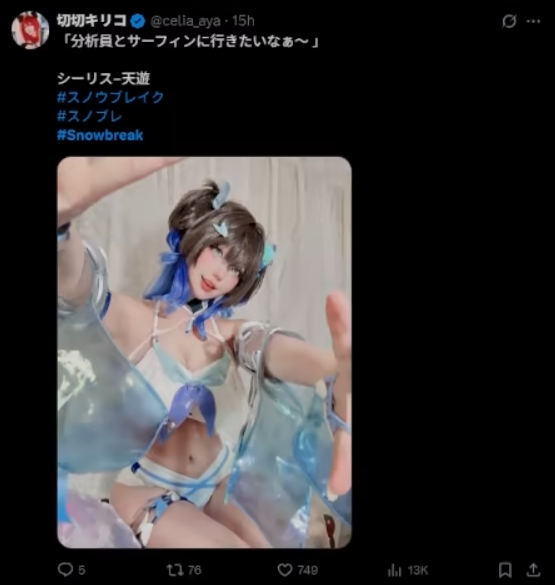 切切キリコ @celia_aya · 15h
「分析員とサーフィンに行きたいなぁ〜 」
シーリス–天遊
#スノウブレイク
#スノブレ
#Snowbreak
5 76 749 13K